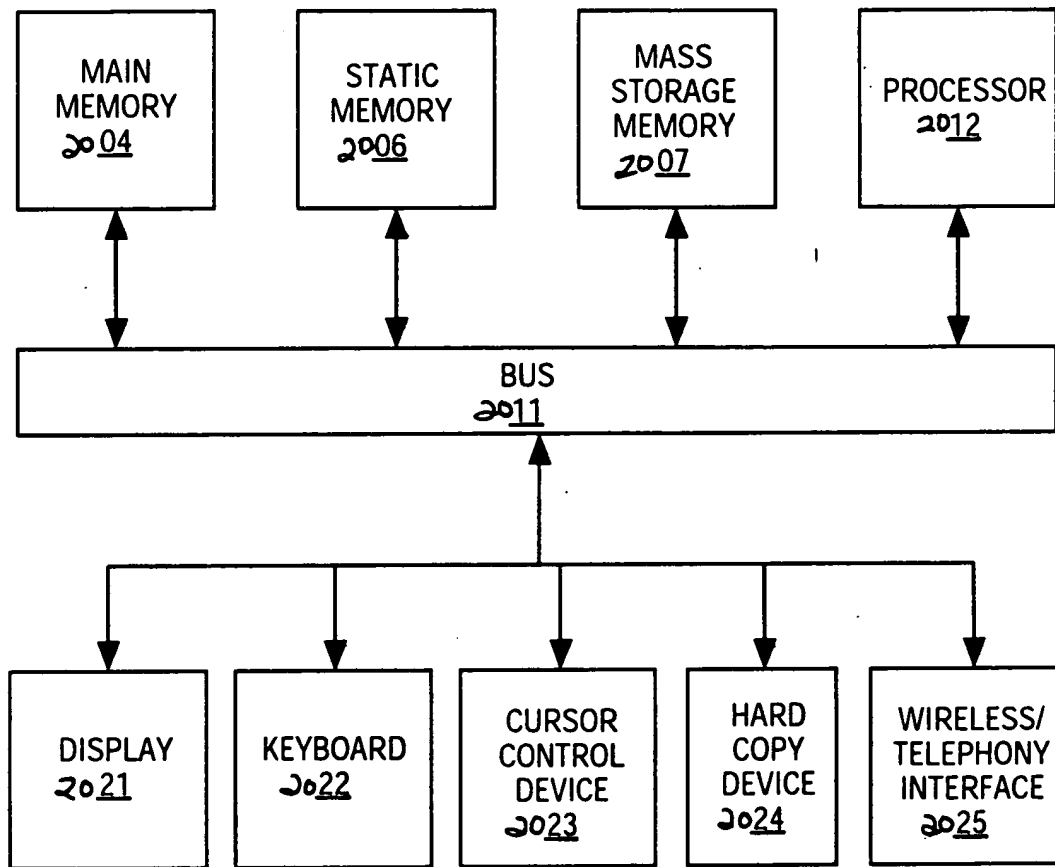 MAIN
MEMORY
2004
STATIC
MEMORY
2006
MASS
STORAGE
MEMORY
2007
PROCESSOR
2012
BUS
2011
DISPLAY
2021
KEYBOARD
2022
CURSOR
CONTROL
DEVICE
2023
HARD
COPY
DEVICE
2024
WIRELESS/
TELEPHONY
INTERFACE
2025